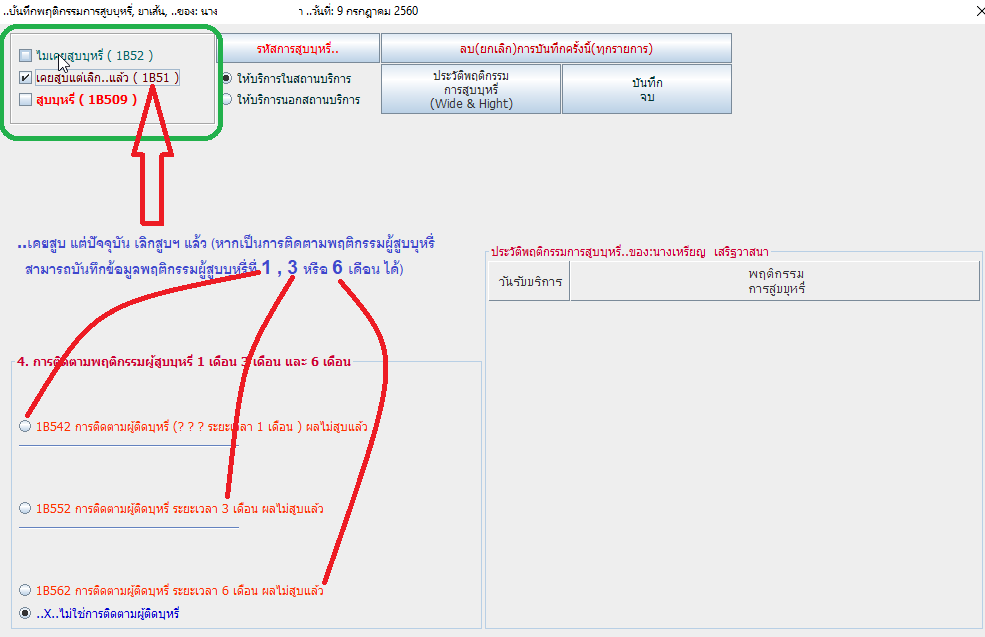 ..บันทึกพฤติกรรมการสูบบุหรี่, ยาเส้น, ..ของ: นาง า ..วันที่: 9 กรกฎาคม 2560
ไม่เคยสูบบุหรี่ ( 1B52 )
เคยสูบแต่เลิก..แล้ว ( 1B51 )
สูบบุหรี่ ( 1B509 )
รหัสการสูบบุหรี่..
ให้บริการในสถานบริการ
ให้บริการนอกสถานบริการ
ลบ(ยกเลิก)การบันทึกครั้งนี้(ทุกรายการ)
ประวัติพฤติกรรม
การสูบบุหรี่
(Wide & Hight)
บันทึก
จบ
..เคยสูบ แต่ปัจจุบัน เลิกสูบฯ แล้ว (หากเป็นการติดตามพฤติกรรมผู้สูบบุหรี่
สามารถบันทึกข้อมูลพฤติกรรมผู้สูบบุหรี่ที่ 1 , 3 หรือ 6 เดือน ได้)
4. การติดตามพฤติกรรมผู้สูบบุหรี่ 1 เดือน 3 เดือน และ 6 เดือน
1B542 การติดตามผู้ติดบุหรี่ (? ? ? ระยะเวลา 1 เดือน ) ผลไม่สูบแล้ว
1B552 การติดตามผู้ติดบุหรี่ ระยะเวลา 3 เดือน ผลไม่สูบแล้ว
1B562 การติดตามผู้ติดบุหรี่ ระยะเวลา 6 เดือน ผลไม่สูบแล้ว
..X..ไม่ใช่การติดตามผู้ติดบุหรี่
ประวัติพฤติกรรมการสูบบุหรี่..ของ:นางเหรียญ เสริฐวาสนา
วันรับบริการ
พฤติกรรม
การสูบบุหรี่